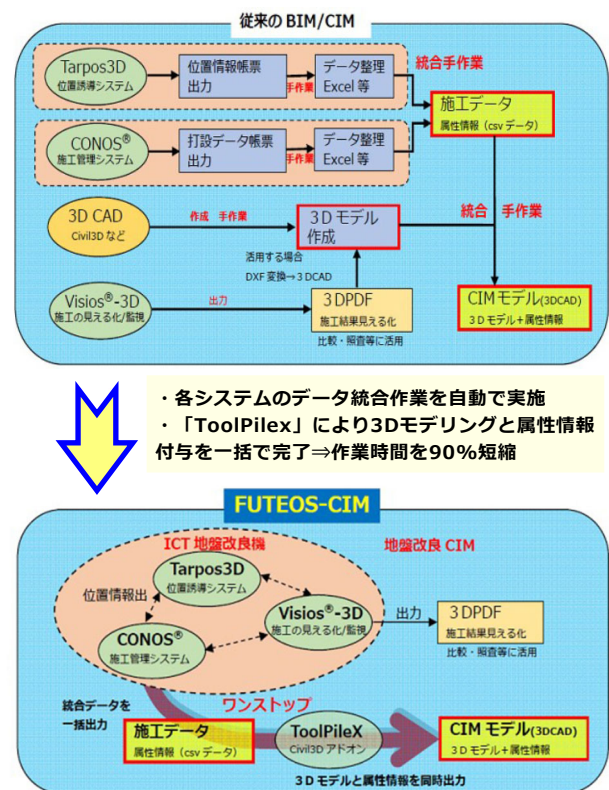 従来の BIM/CIM
Tarpos3D
位置誘導システム
位置情報帳票
出力
手作業
データ整理
Excel 等
統合手作業
施工データ
属性情報（csv データ）
CONOS®
施工管理システム
打設データ帳票
出力
手作業
データ整理
Excel 等
3D CAD
Civil3D など
作成　手作業
3D モデル
作成
統合　手作業
活用する場合
DXF 変換→3 DCAD
Visios®-3D
施工の見える化/監視
出力
3 DPDF
施工結果見える化
比較・照査等に活用
CIM モデル(3DCAD)
3 D モデル＋属性情報
・各システムのデータ統合作業を自動で実施
・「ToolPilex」により3Dモデリングと属性情報
付与を一括で完了⇒作業時間を90%短縮
FUTEOS-CIM
ICT 地盤改良機
地盤改良 CIM
Tarpos3D
位置誘導システム
位置情報出
Visios®-3D
施工の見える化/監視
出力
3 DPDF
施工結果見える化
比較・照査等に活用
CONOS®
施工管理システム
統合データを
一括出力
ワンストップ
施工データ
属性情報（csv データ）
ToolPileX
Civil3D アドオン
CIM モデル(3DCAD)
3 D モデル＋属性情報
3 D モデルと属性情報を同時出力